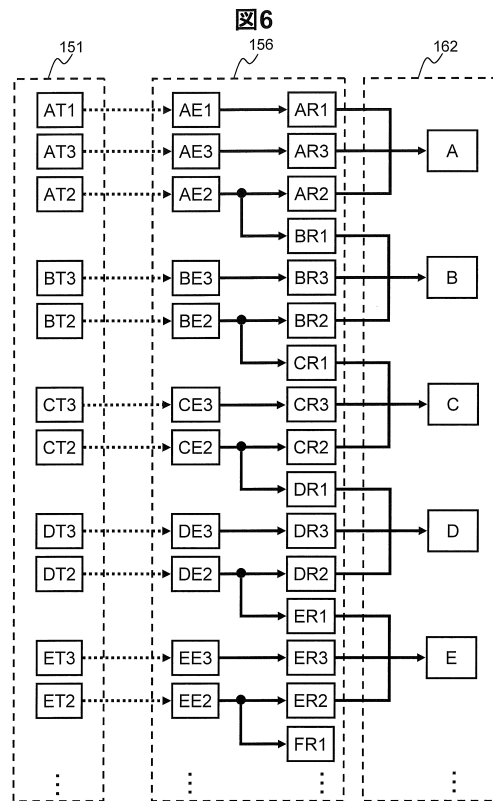 図6
151 156 162
AT1 AE1 AR1
AT3 AE3 AR3 A
AT2 AE2 AR2
BR1
BT3 BE3 BR3 B
BT2 BE2 BR2
CR1
CT3 CE3 CR3 C
CT2 CE2 CR2
DR1
DT3 DE3 DR3 D
DT2 DE2 DR2
ER1
ET3 EE3 ER3 E
ET2 EE2 ER2
FR1